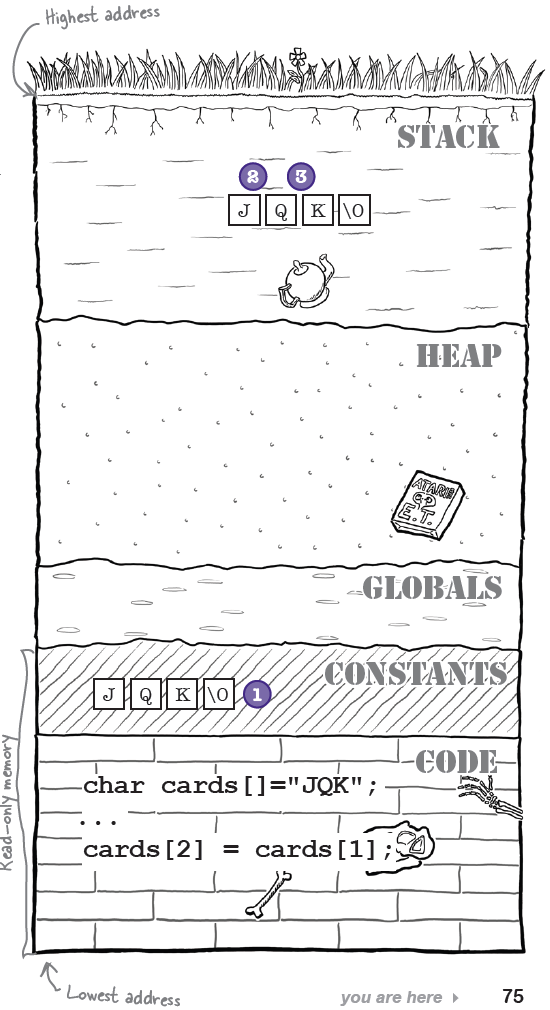 Highest address
STACK
2 3
J Q K \0
HEAP
ATARI
E.T.
GLOBALS
CONSTANTS
J Q K \0 1
Read-only memory
CODE
char cards[]="JQK";
...
cards[2] = cards[1];
Lowest address
you are here 75